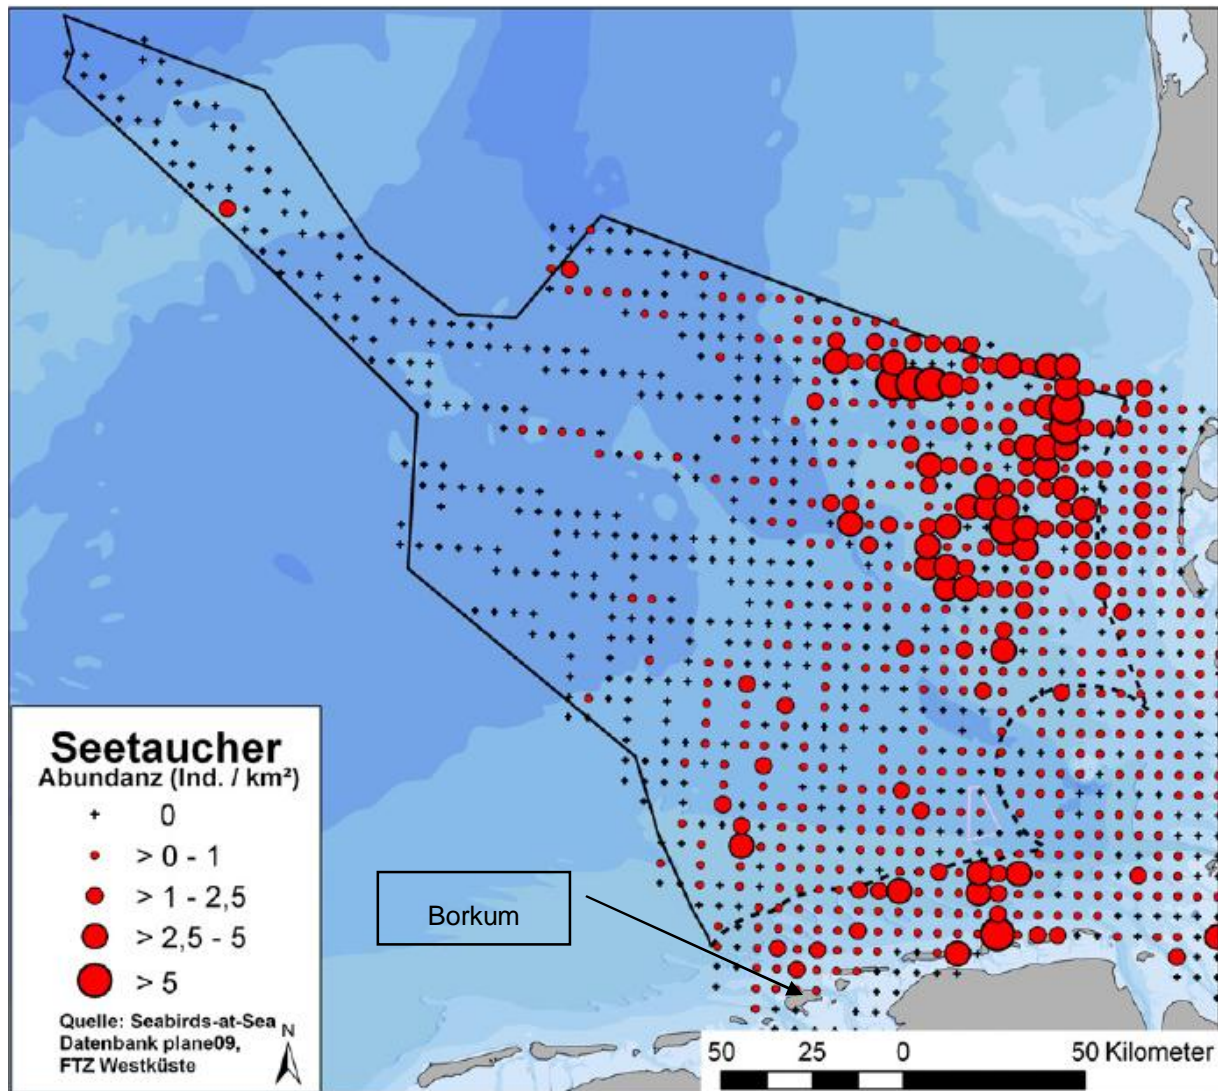 Seetaucher
Abundanz (Ind. / km²)
0
> 0 - 1
> 1 - 2,5
> 2,5 - 5
> 5
Quelle: Seabirds-at-Sea
Datenbank plane09,
FTZ Westküste
N
Borkum
50 25 0 50 Kilometer